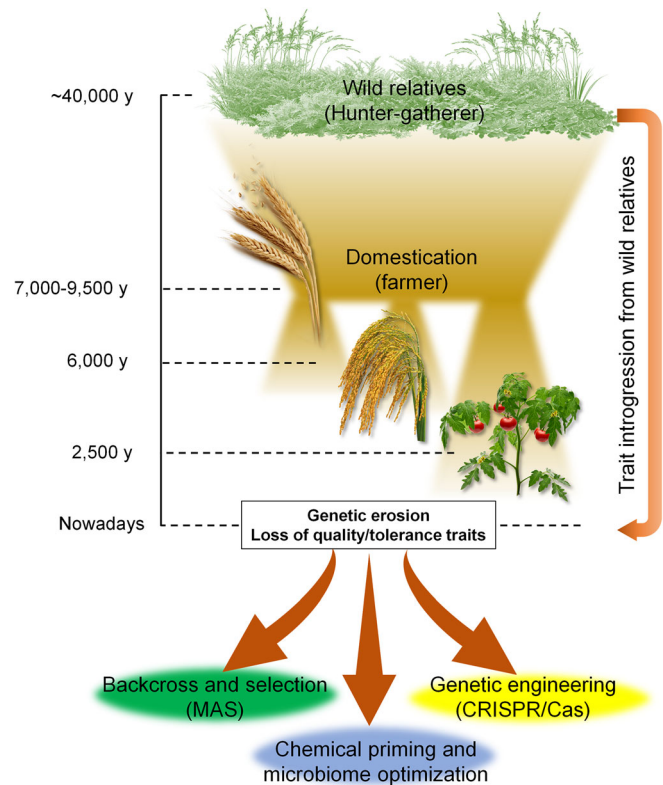 Wild relatives
(Hunter-gatherer)
~40,000 y
Domestication
(farmer)
7,000-9,500 y
6,000 y
2,500 y
Nowadays
Trait introgression from wild relatives
Genetic erosion
Loss of quality/tolerance traits
Backcross and selection
(MAS)
Genetic engineering
(CRISPR/Cas)
Chemical priming and
microbiome optimization